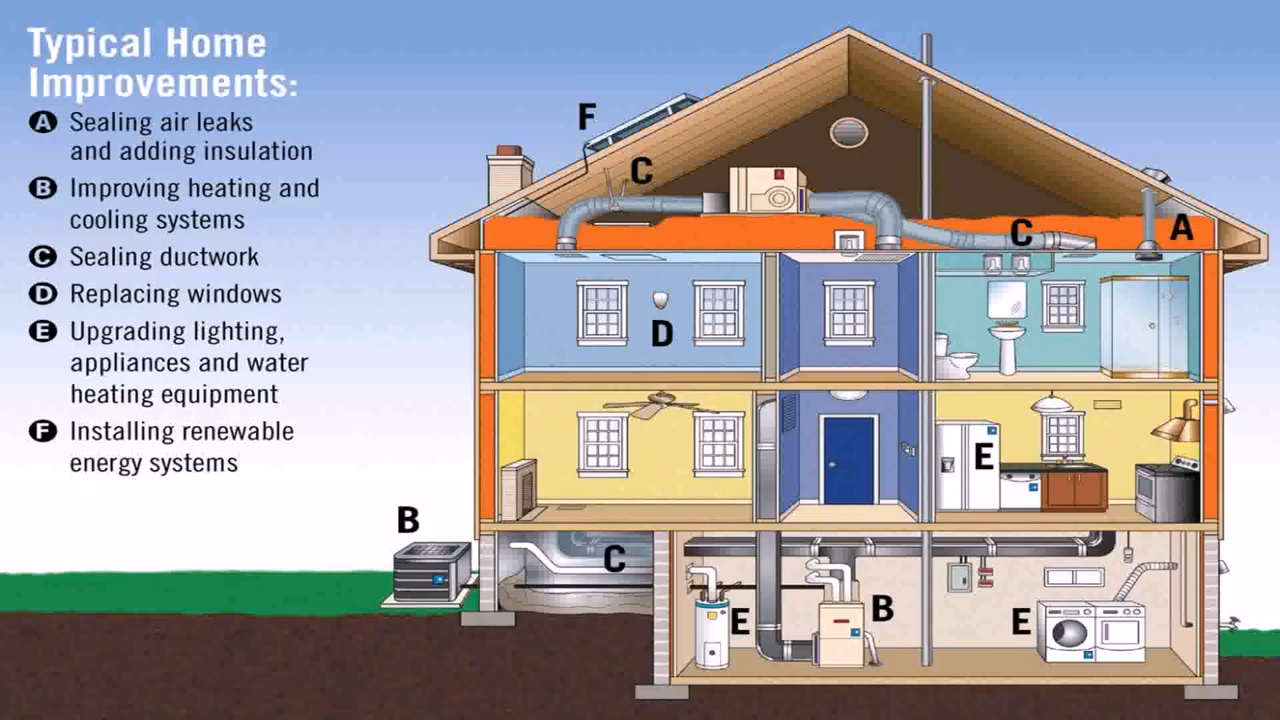 Typical Home
Improvements:
A Sealing air leaks
and adding insulation
B Improving heating and
cooling systems
C Sealing ductwork
D Replacing windows
E Upgrading lighting,
appliances and water
heating equipment
F Installing renewable
energy systems
F
C
C
A
D
E
B
C
E
B
E